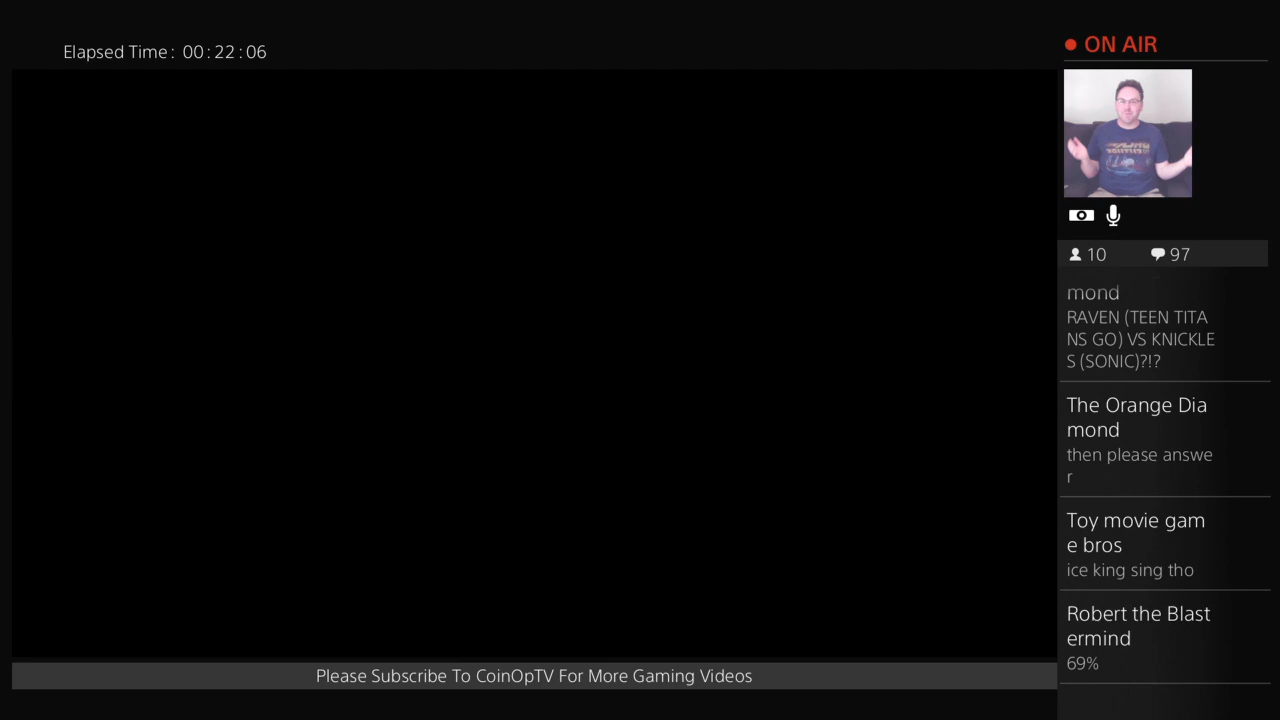 Elapsed Time: 00:22:06
ON AIR
10 97
mond
RAVEN (TEEN TITA
NS GO) VS KNICKLE
S (SONIC)?!?
The Orange Dia
mond
then please answe
r
Toy movie gam
e bros
ice king sing tho
Robert the Blast
ermind
69%
Please Subscribe To CoinOpTV For More Gaming Videos